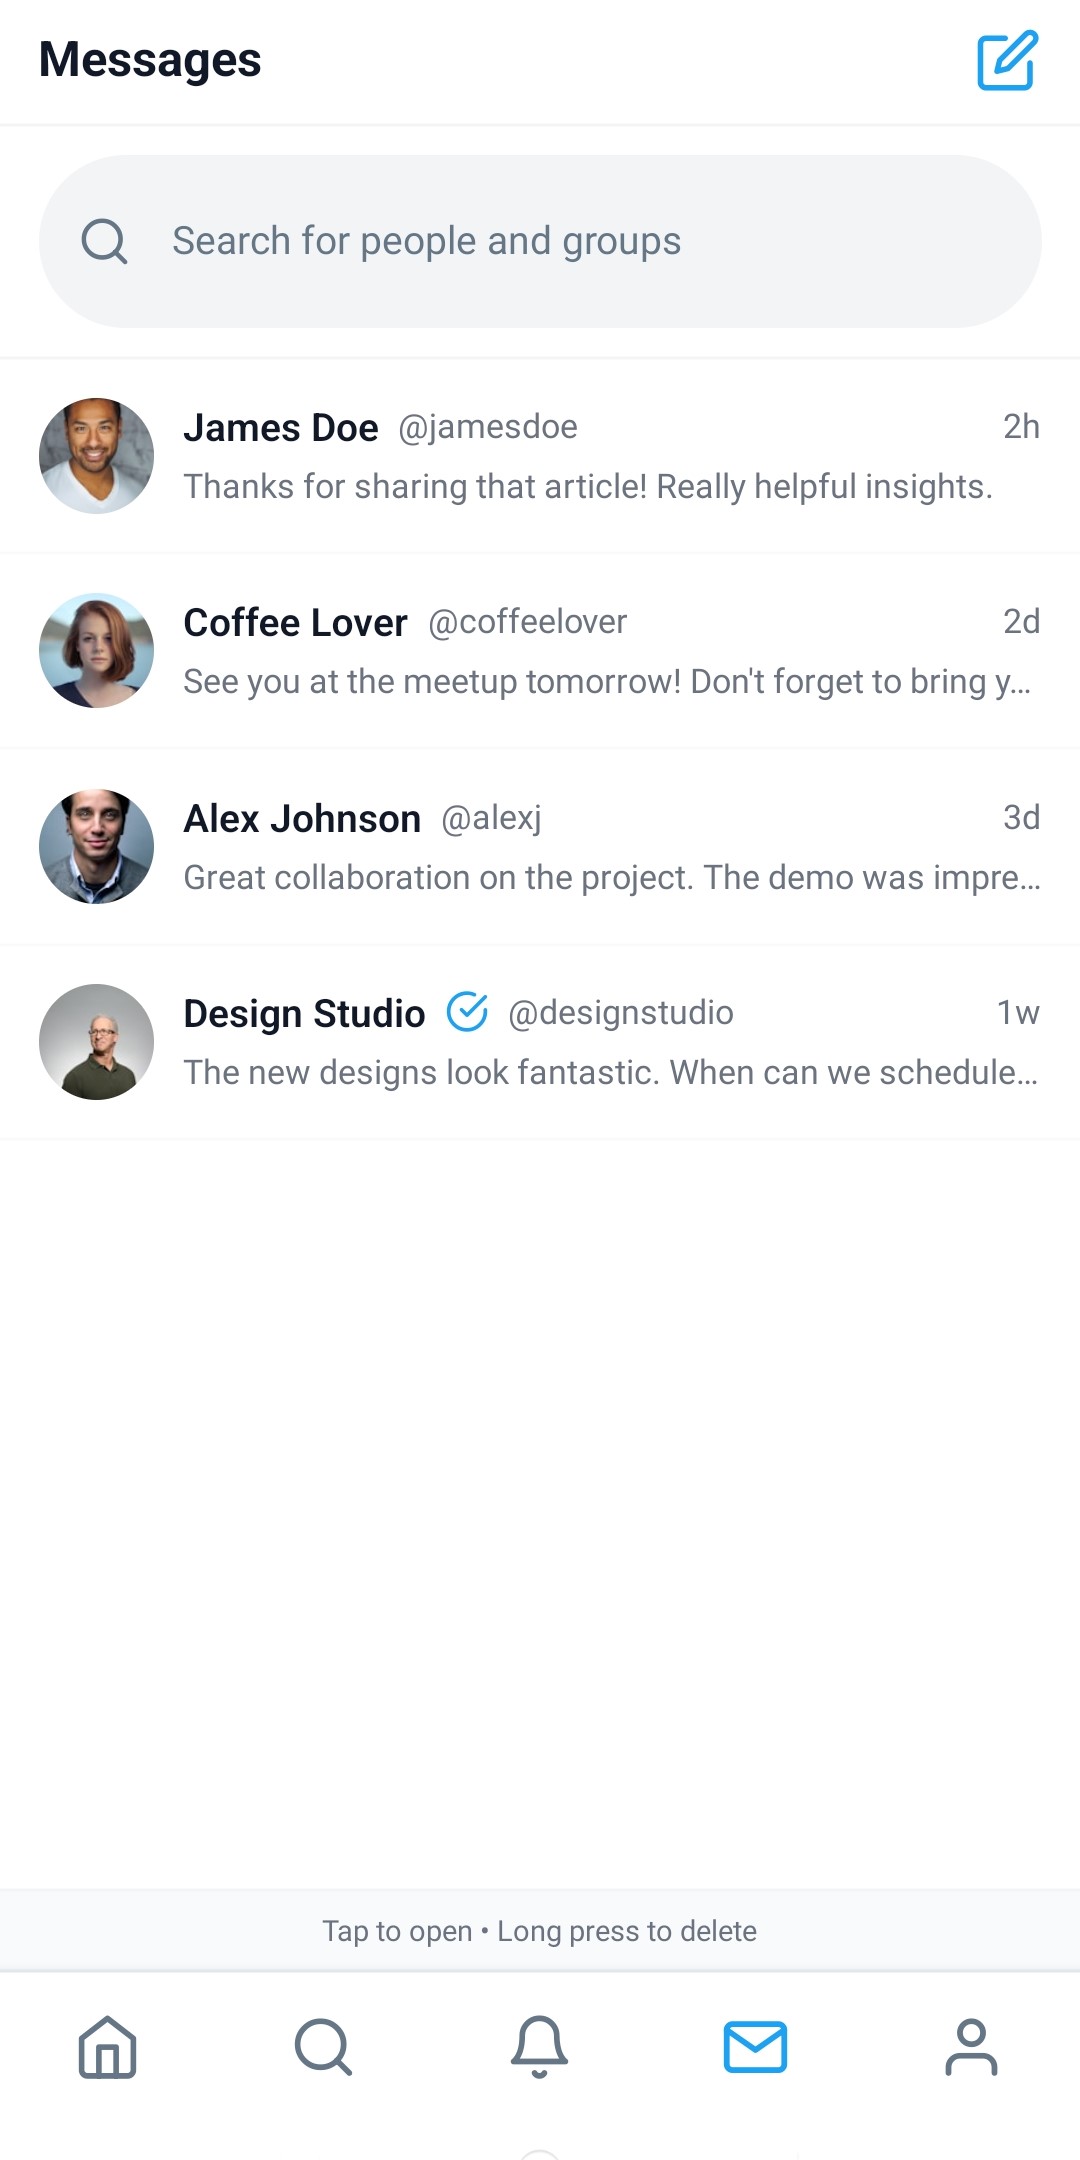 Messages
Search for people and groups
James Doe @jamesdoe 2h
Thanks for sharing that article! Really helpful insights.
Coffee Lover @coffeelover 2d
See you at the meetup tomorrow! Don't forget to bring y...
Alex Johnson @alexj 3d
Great collaboration on the project. The demo was impre...
Design Studio @designstudio 1w
The new designs look fantastic. When can we schedule...
Tap to open • Long press to delete